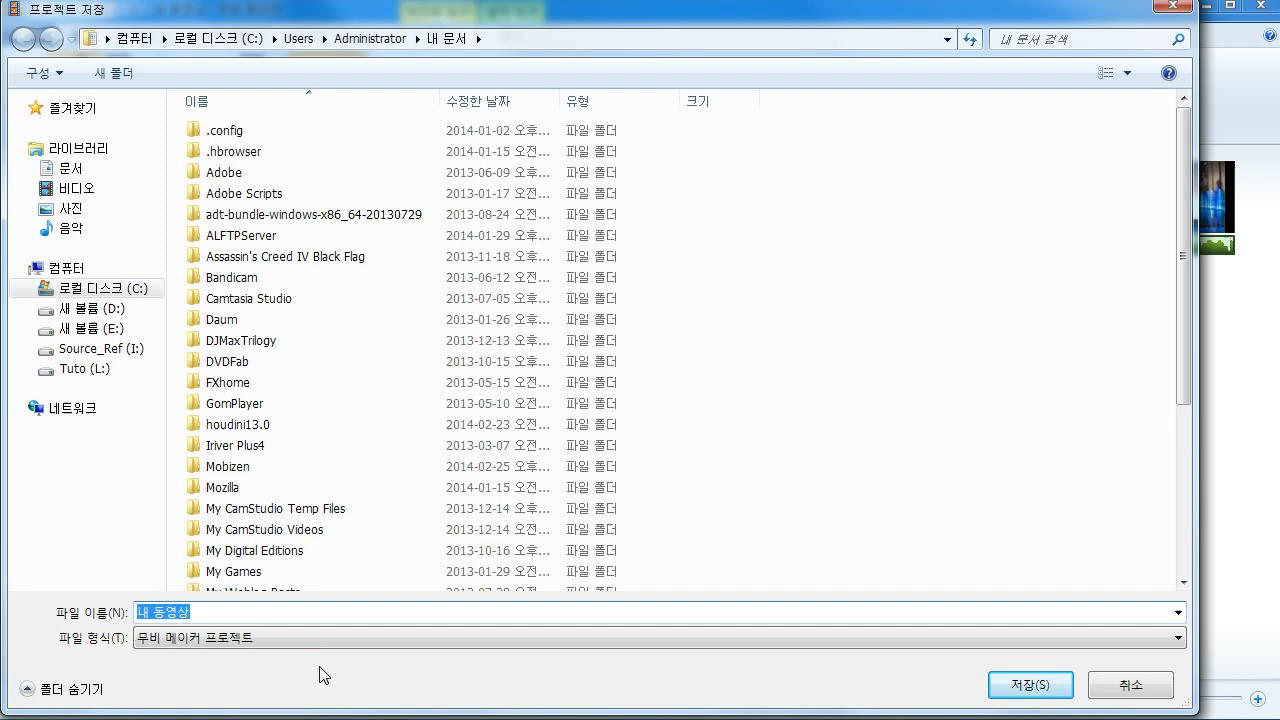 프로젝트 저장
컴퓨터 로컬 디스크 (C:) Users Administrator 내 문서
내 문서 검색
구성 새 폴더
이름 수정한 날짜 유형 크기
즐겨찾기
라이브러리
문서
비디오
사진
음악
컴퓨터
로컬 디스크 (C:)
새 볼륨 (D:)
새 볼륨 (E:)
Source_Ref (I:)
Tuto (L:)
네트워크
.config 2014-01-02 오후... 파일 폴더
.hbrowser 2014-01-15 오전... 파일 폴더
Adobe 2013-06-09 오후... 파일 폴더
Adobe Scripts 2013-01-17 오전... 파일 폴더
adt-bundle-windows-x86_64-20130729 2013-08-24 오전... 파일 폴더
ALFTPServer 2014-01-29 오후... 파일 폴더
Assassin's Creed IV Black Flag 2013-11-18 오후... 파일 폴더
Bandicam 2013-06-12 오후... 파일 폴더
Camtasia Studio 2013-07-05 오후... 파일 폴더
Daum 2013-01-26 오후... 파일 폴더
DJMaxTrilogy 2013-12-13 오후... 파일 폴더
DVDFab 2013-10-15 오후... 파일 폴더
FXhome 2013-05-15 오전... 파일 폴더
GomPlayer 2013-05-10 오후... 파일 폴더
houdini13.0 2014-02-23 오전... 파일 폴더
Iriver Plus4 2013-03-07 오전... 파일 폴더
Mobizen 2014-02-25 오전... 파일 폴더
Mozilla 2014-01-15 오전... 파일 폴더
My CamStudio Temp Files 2013-12-14 오후... 파일 폴더
My CamStudio Videos 2013-12-14 오전... 파일 폴더
My Digital Editions 2013-10-16 오후... 파일 폴더
My Games 2013-01-29 오전... 파일 폴더
파일 이름(N): 내 동영상
파일 형식(T): 무비 메이커 프로젝트
폴더 숨기기
저장(S) 취소